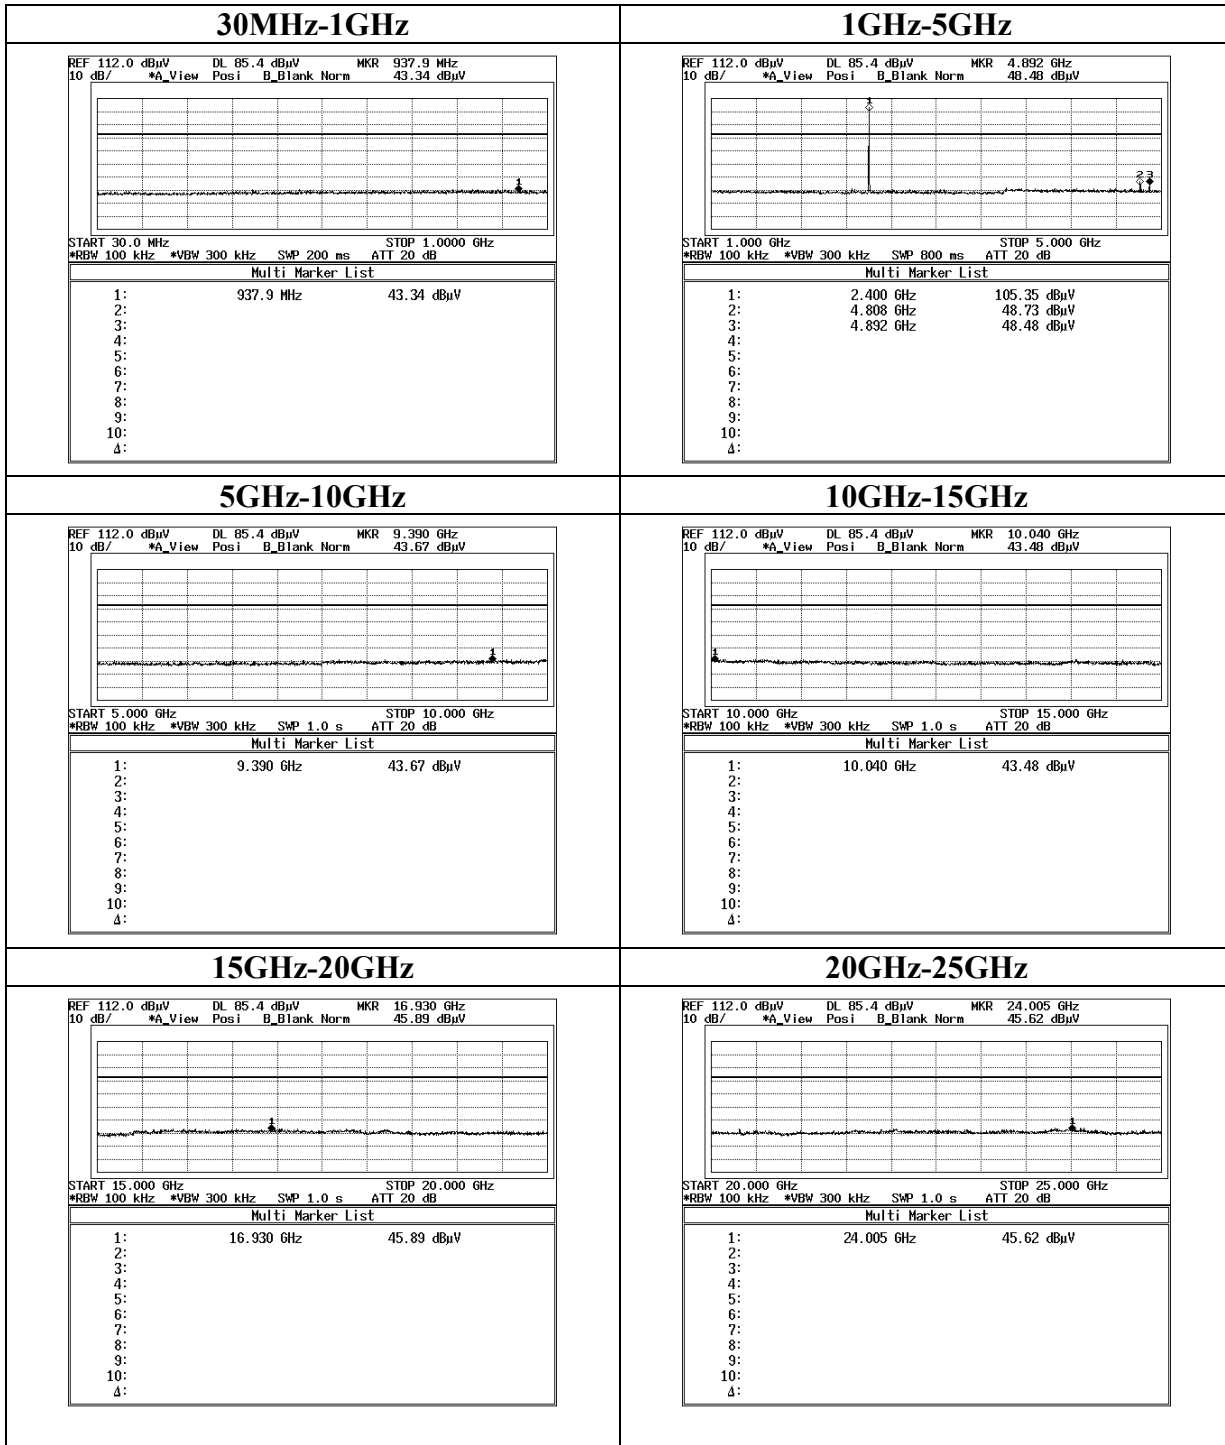 30MHz-1GHz
REF 112.0 dBµV DL 85.4 dBµV MKR 937.9 MHz
10 dB/ *A_View Posi B_Blank Norm 43.34 dBµV
1
START 30.0 MHz STOP 1.0000 GHz
*RBW 100 kHz *VBW 300 kHz SWP 200 ms ATT 20 dB
Multi Marker List
1: 937.9 MHz 43.34 dBµV
2:
3:
4:
5:
6:
7:
8:
9:
10:
Δ:
1GHz-5GHz
REF 112.0 dBµV DL 85.4 dBµV MKR 4.892 GHz
10 dB/ *A_View Posi B_Blank Norm 48.48 dBµV
1
2 3
START 1.000 GHz STOP 5.000 GHz
*RBW 100 kHz *VBW 300 kHz SWP 800 ms ATT 20 dB
Multi Marker List
1: 2.400 GHz 105.35 dBµV
2: 4.808 GHz 48.73 dBµV
3: 4.892 GHz 48.48 dBµV
4:
5:
6:
7:
8:
9:
10:
Δ:
5GHz-10GHz
REF 112.0 dBµV DL 85.4 dBµV MKR 9.390 GHz
10 dB/ *A_View Posi B_Blank Norm 43.67 dBµV
1
START 5.000 GHz STOP 10.000 GHz
*RBW 100 kHz *VBW 300 kHz SWP 1.0 s ATT 20 dB
Multi Marker List
1: 9.390 GHz 43.67 dBµV
2:
3:
4:
5:
6:
7:
8:
9:
10:
Δ:
10GHz-15GHz
REF 112.0 dBµV DL 85.4 dBµV MKR 10.040 GHz
10 dB/ *A_View Posi B_Blank Norm 43.48 dBµV
1
START 10.000 GHz STOP 15.000 GHz
*RBW 100 kHz *VBW 300 kHz SWP 1.0 s ATT 20 dB
Multi Marker List
1: 10.040 GHz 43.48 dBµV
2:
3:
4:
5:
6:
7:
8:
9:
10:
Δ:
15GHz-20GHz
REF 112.0 dBµV DL 85.4 dBµV MKR 16.930 GHz
10 dB/ *A_View Posi B_Blank Norm 45.89 dBµV
1
START 15.000 GHz STOP 20.000 GHz
*RBW 100 kHz *VBW 300 kHz SWP 1.0 s ATT 20 dB
Multi Marker List
1: 16.930 GHz 45.89 dBµV
2:
3:
4:
5:
6:
7:
8:
9:
10:
Δ:
20GHz-25GHz
REF 112.0 dBµV DL 85.4 dBµV MKR 24.005 GHz
10 dB/ *A_View Posi B_Blank Norm 45.62 dBµV
1
START 20.000 GHz STOP 25.000 GHz
*RBW 100 kHz *VBW 300 kHz SWP 1.0 s ATT 20 dB
Multi Marker List
1: 24.005 GHz 45.62 dBµV
2:
3:
4:
5:
6:
7:
8:
9:
10:
Δ: